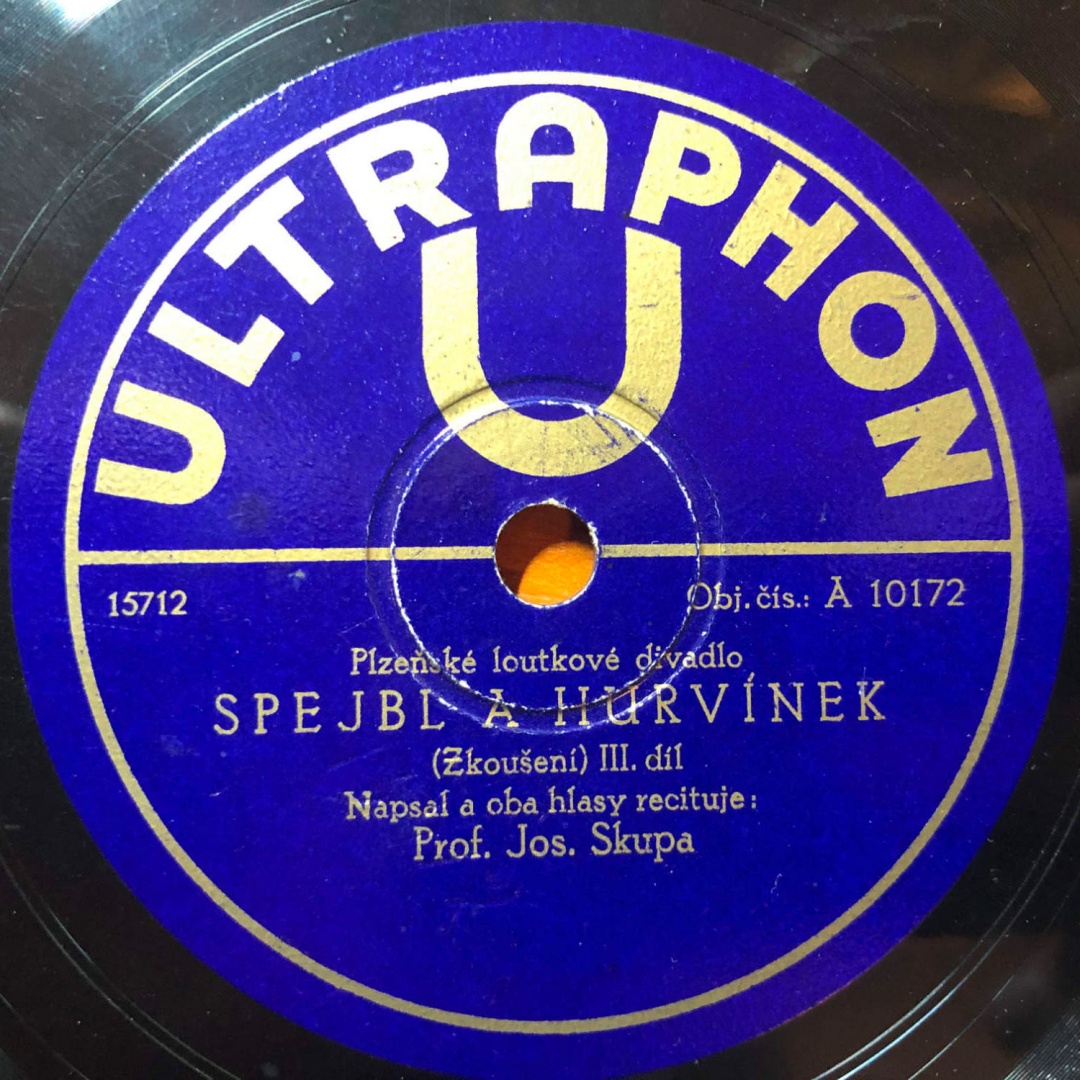 ULTRAPHON
U
15712 Obj. čís.: A 10172
Plzeňské loutkové divadlo
SPEJBL A HURVÍNEK
(Zkoušení) III. díl
Napsal a oba hlasy recituje:
Prof. Jos. Skupa